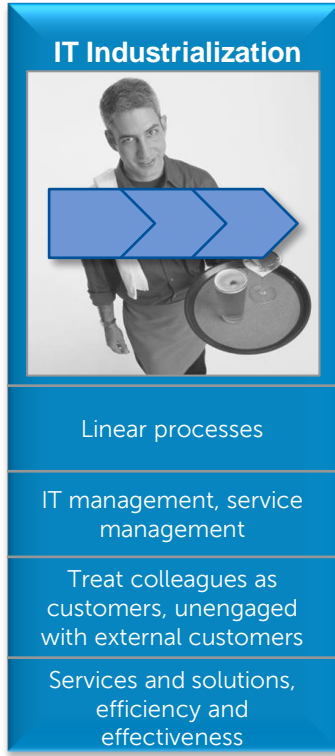 IT Industrialization
Linear processes
IT management, service
management
Treat colleagues as
customers, unengaged
with external customers
Services and solutions,
efficiency and
effectiveness